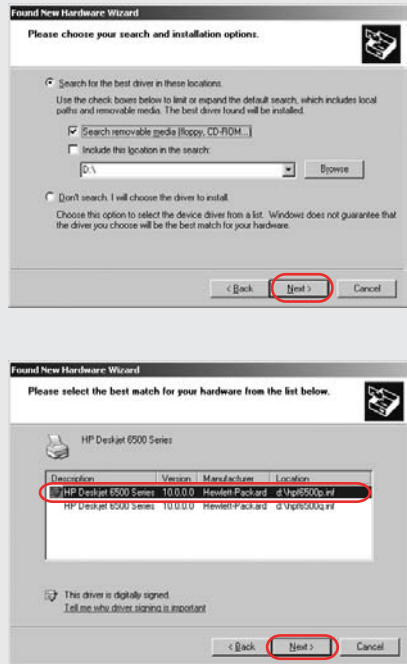 Found New Hardware Wizard
Please choose your search and installation options.
Search for the best driver in these locations.
Use the check boxes below to limit or expand the default search, which includes local
paths and removable media. The best driver found will be installed.
Search removable media (floppy, CD-ROM...)
Include this location in the search:
D:\
Browse
Don't search. I will choose the driver to install.
Choose this option to select the device driver from a list. Windows does not guarantee that
the driver you choose will be the best match for your hardware.
< Back Next > Cancel
Found New Hardware Wizard
Please select the best match for your hardware from the list below.
HP Deskjet 6500 Series
Description Version Manufacturer Location
HP Deskjet 6500 Series 10.0.0.0 Hewlett-Packard d:\hpf6500p.inf
HP Deskjet 6500 Series 10.0.0.0 Hewlett-Packard d:\hpf6500q.inf
This driver is digitally signed.
Tell me why driver signing is important
< Back Next > Cancel